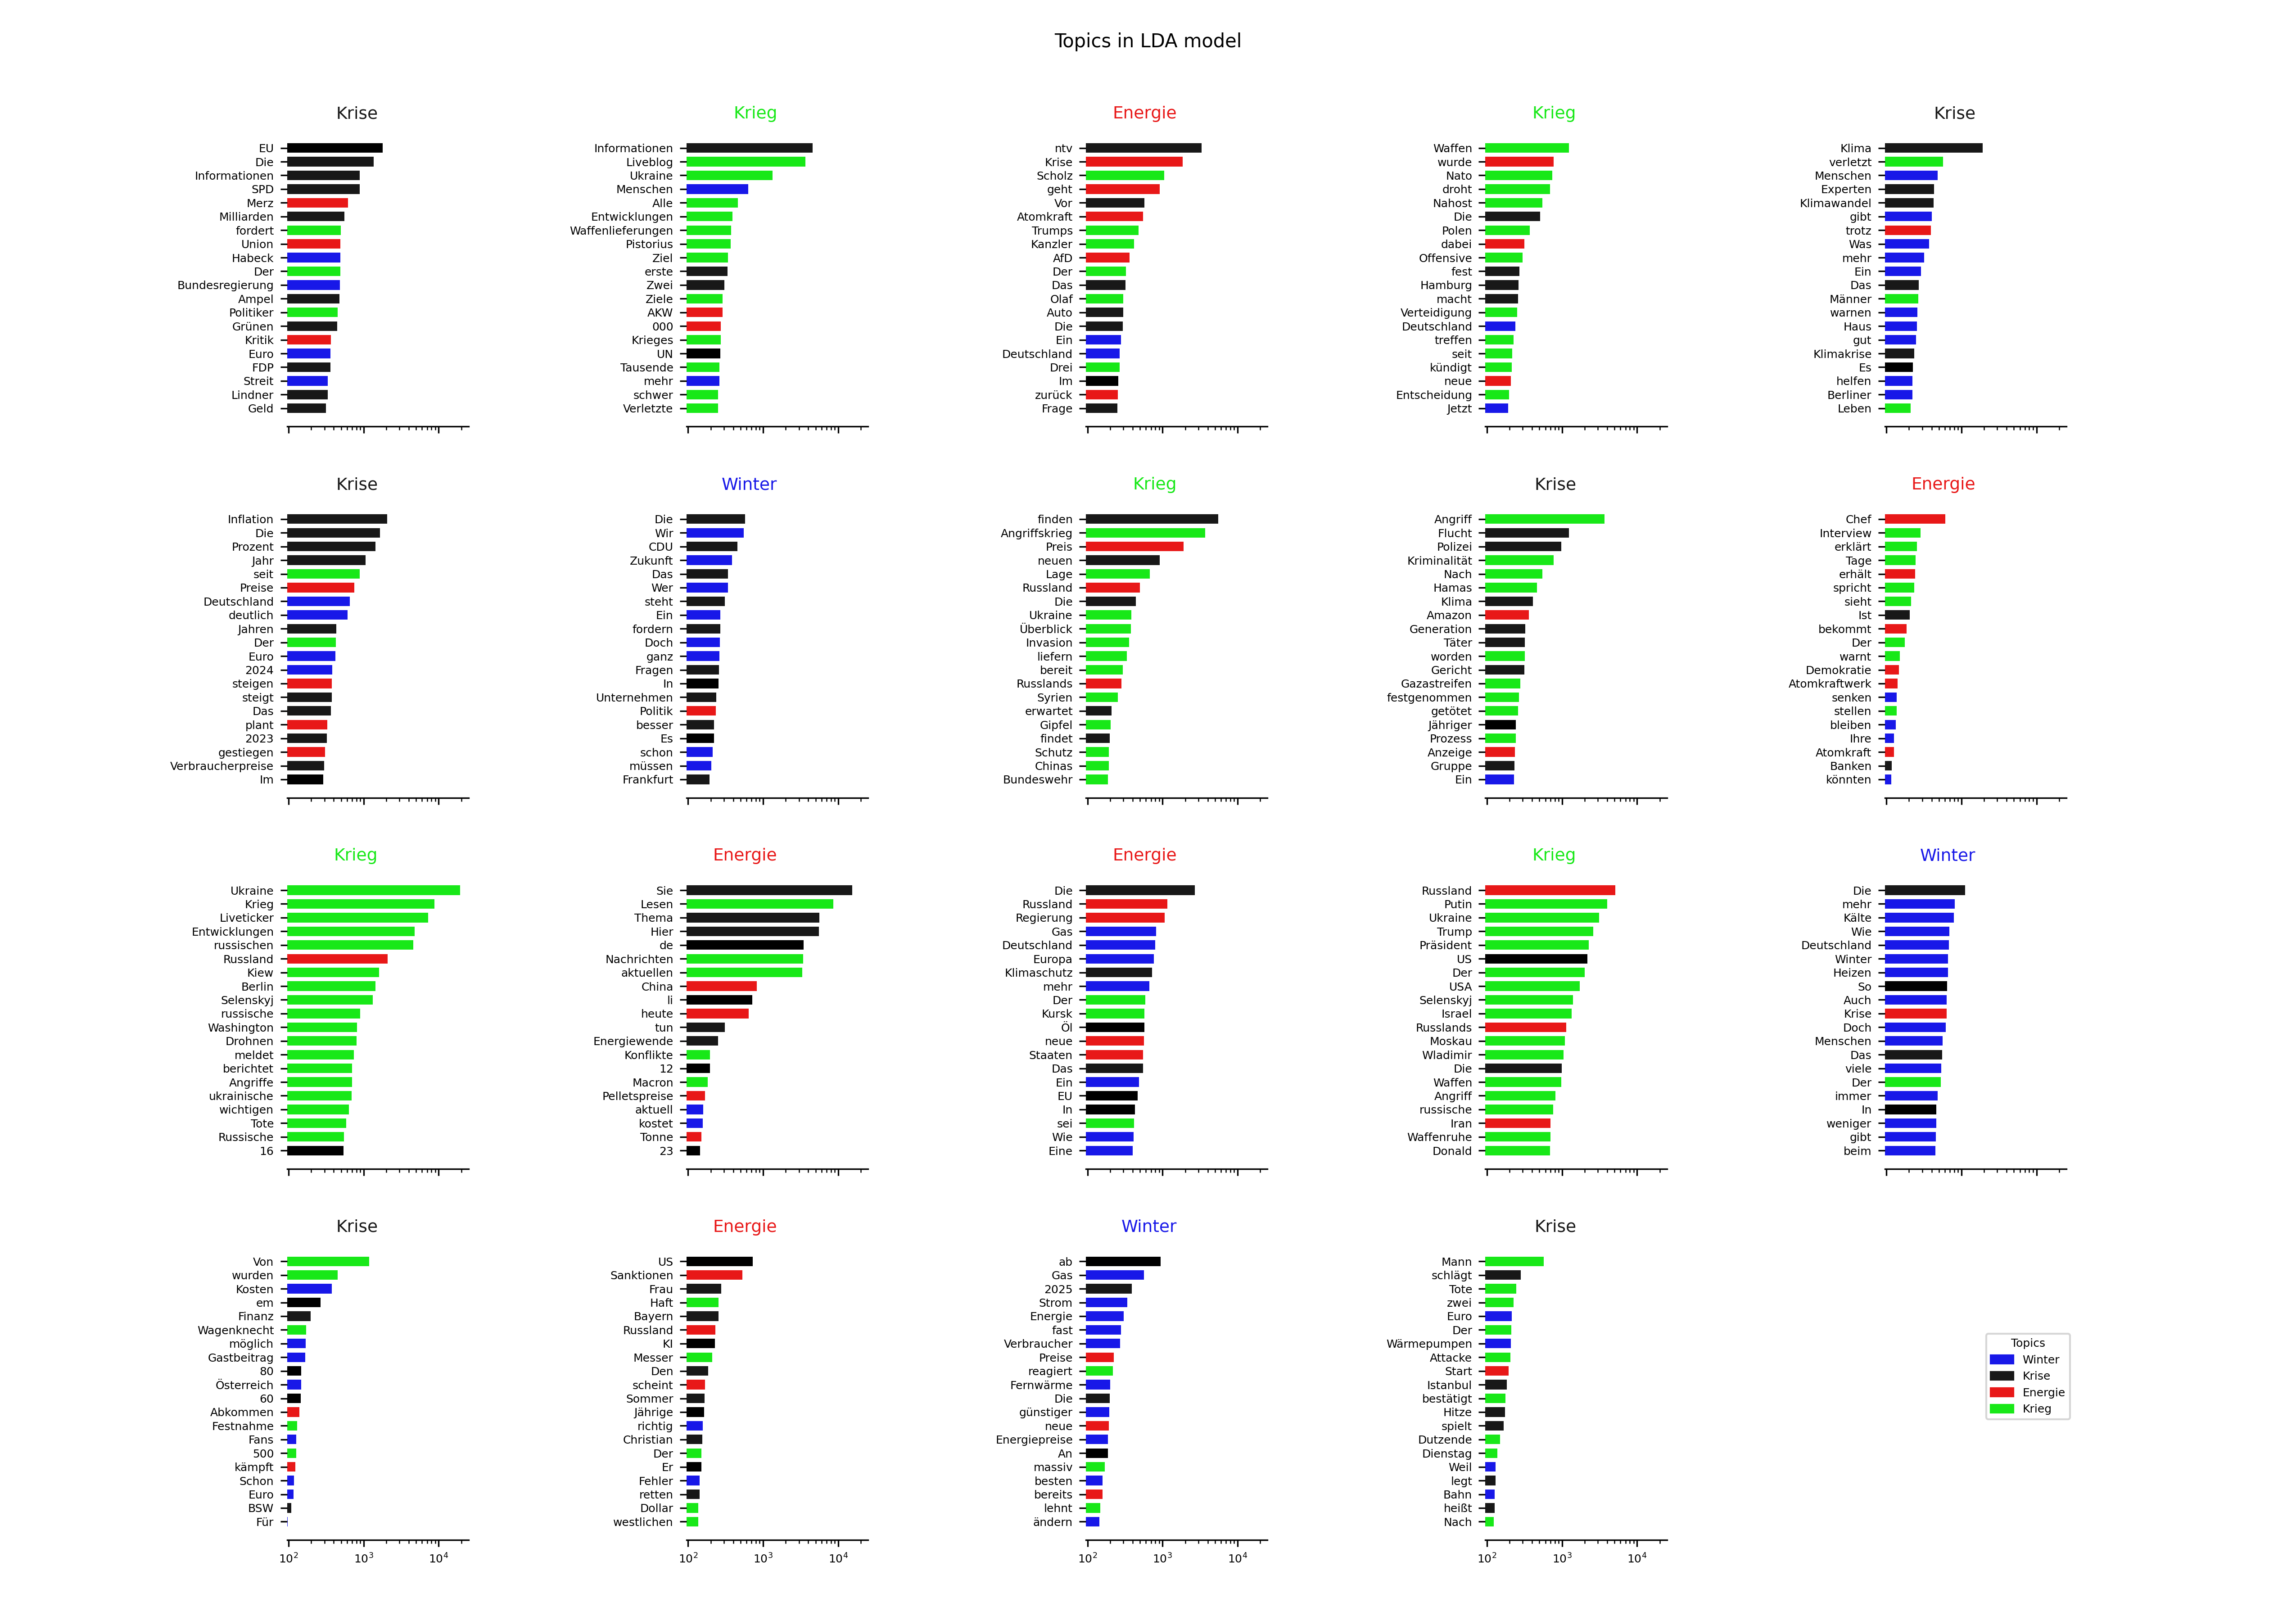 Topics in LDA model
Krise
EU
Die
Informationen
SPD
Merz
Milliarden
fordert
Union
Habeck
Der
Bundesregierung
Ampel
Politiker
Grünen
Kritik
Euro
FDP
Streit
Lindner
Geld
Krieg
Informationen
Liveblog
Ukraine
Menschen
Alle
Entwicklungen
Waffenlieferungen
Pistorius
Ziel
erste
Zwei
Ziele
AKW
000
Krieges
UN
Tausende
mehr
schwer
Verletzte
Energie
ntv
Krise
Scholz
geht
Vor
Atomkraft
Trumps
Kanzler
AfD
Der
Das
Olaf
Auto
Die
Ein
Deutschland
Drei
Im
zurück
Frage
Krieg
Waffen
wurde
Nato
droht
Nahost
Die
Polen
dabei
Offensive
fest
Hamburg
macht
Verteidigung
Deutschland
treffen
seit
kündigt
neue
Entscheidung
Jetzt
Krise
Klima
verletzt
Menschen
Experten
Klimawandel
gibt
trotz
Was
mehr
Ein
Das
Männer
warnen
Haus
gut
Klimakrise
Es
helfen
Berliner
Leben
Krise
Inflation
Die
Prozent
Jahr
seit
Preise
Deutschland
deutlich
Jahren
Der
Euro
2024
steigen
steigt
Das
plant
2023
gestiegen
Verbraucherpreise
Im
Winter
Die
Wir
CDU
Zukunft
Das
Wer
steht
Ein
fordern
Doch
ganz
Fragen
In
Unternehmen
Politik
besser
Es
schon
müssen
Frankfurt
Krieg
finden
Angriffskrieg
Preis
neuen
Lage
Russland
Die
Ukraine
Überblick
Invasion
liefern
bereit
Russlands
Syrien
erwartet
Gipfel
findet
Schutz
Chinas
Bundeswehr
Krise
Angriff
Flucht
Polizei
Kriminalität
Nach
Hamas
Klima
Amazon
Generation
Täter
worden
Gericht
Gazastreifen
festgenommen
getötet
Jähriger
Prozess
Anzeige
Gruppe
Ein
Energie
Chef
Interview
erklärt
Tage
erhält
spricht
sieht
Ist
bekommt
Der
warnt
Demokratie
Atomkraftwerk
senken
stellen
bleiben
Ihre
Atomkraft
Banken
könnten
Krieg
Ukraine
Krieg
Liveticker
Entwicklungen
russischen
Russland
Kiew
Berlin
Selenskyj
russische
Washington
Drohnen
meldet
berichtet
Angriffe
ukrainische
wichtigen
Tote
Russische
16
Energie
Sie
Lesen
Thema
Hier
de
Nachrichten
aktuellen
China
li
heute
tun
Energiewende
Konflikte
12
Macron
Pelletspreise
aktuell
kostet
Tonne
23
Energie
Die
Russland
Regierung
Gas
Deutschland
Europa
Klimaschutz
mehr
Der
Kursk
Öl
neue
Staaten
Das
Ein
EU
In
sei
Wie
Eine
Krieg
Russland
Putin
Ukraine
Trump
Präsident
US
Der
USA
Selenskyj
Israel
Russlands
Moskau
Wladimir
Die
Waffen
Angriff
russische
Iran
Waffenruhe
Donald
Winter
Die
mehr
Kälte
Wie
Deutschland
Winter
Heizen
So
Auch
Krise
Doch
Menschen
Das
viele
Der
immer
In
weniger
gibt
beim
Krise
Von
wurden
Kosten
em
Finanz
Wagenknecht
möglich
Gastbeitrag
80
Österreich
60
Abkommen
Festnahme
Fans
500
kämpft
Schon
Euro
BSW
Für
10² 10³ 10⁴
Energie
US
Sanktionen
Frau
Haft
Bayern
Russland
KI
Messer
Den
scheint
Sommer
Jährige
richtig
Christian
Der
Er
Fehler
retten
Dollar
westlichen
10² 10³ 10⁴
Winter
ab
Gas
2025
Strom
Energie
fast
Verbraucher
Preise
reagiert
Fernwärme
Die
günstiger
neue
Energiepreise
An
massiv
besten
bereits
lehnt
ändern
10² 10³ 10⁴
Krise
Mann
schlägt
Tote
zwei
Euro
Der
Wärmepumpen
Attacke
Start
Istanbul
bestätigt
Hitze
spielt
Dutzende
Dienstag
Weil
legt
Bahn
heißt
Nach
10² 10³ 10⁴
Topics
Winter
Krise
Energie
Krieg